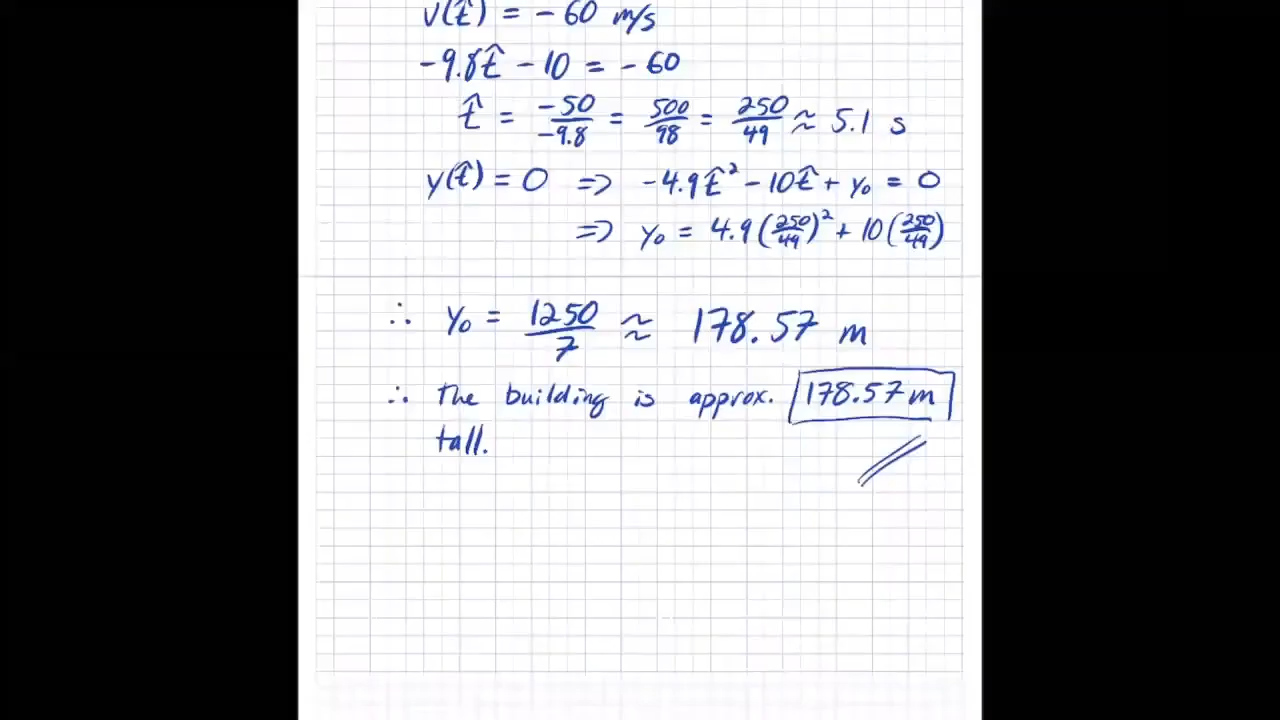 v(t̂) = -60 m/s
-9.8t̂ - 10 = -60
t̂ = -50/-9.8 = 500/98 = 250/49 ≈ 5.1 s
y(t̂) = 0 => -4.9t̂² - 10t̂ + y₀ = 0
=> y₀ = 4.9(250/49)² + 10(250/49)
∴ y₀ = 1250/7 ≈ 178.57 m
∴ the building is approx. 178.57 m
tall.